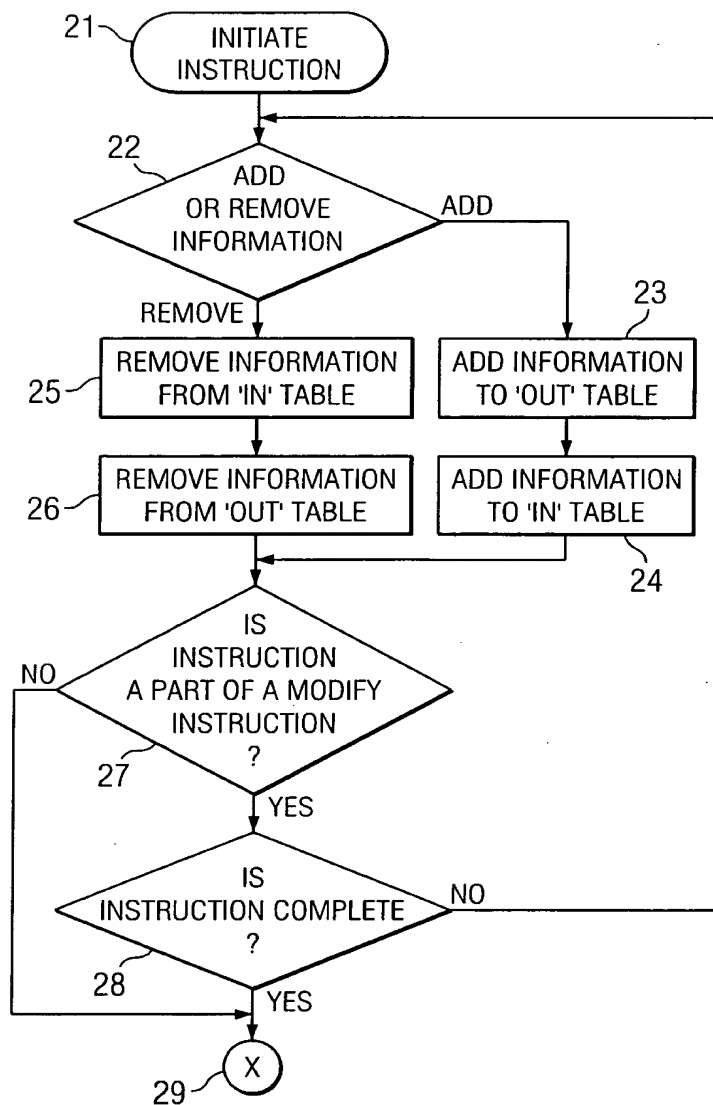 21
INITIATE
INSTRUCTION
22
ADD
OR REMOVE
INFORMATION
ADD
REMOVE
23
25
REMOVE INFORMATION
FROM 'IN' TABLE
ADD INFORMATION
TO 'OUT' TABLE
26
REMOVE INFORMATION
FROM 'OUT' TABLE
ADD INFORMATION
TO 'IN' TABLE
24
IS
INSTRUCTION
A PART OF A MODIFY
INSTRUCTION
?
NO
27
YES
IS
INSTRUCTION COMPLETE
?
NO
28
YES
X
29